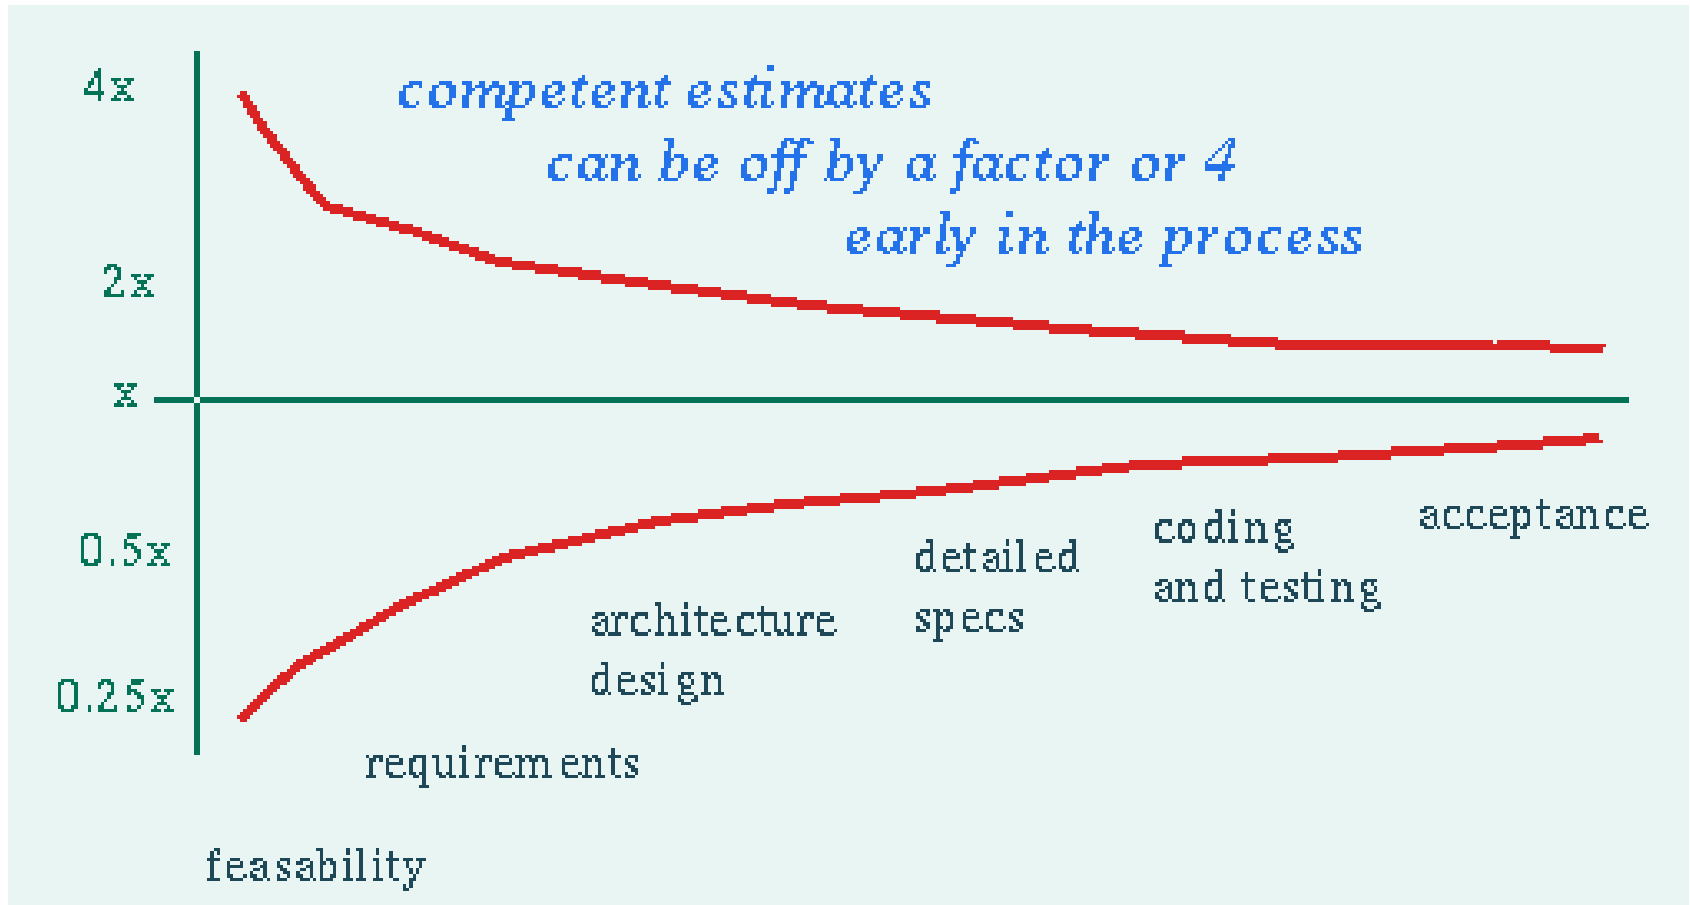 4x
competent estimates
can be off by a factor or 4
early in the process
2x
x
0.5x
0.25x
acceptance
coding
and testing
detailed
specs
architecture
design
requirements
feasability